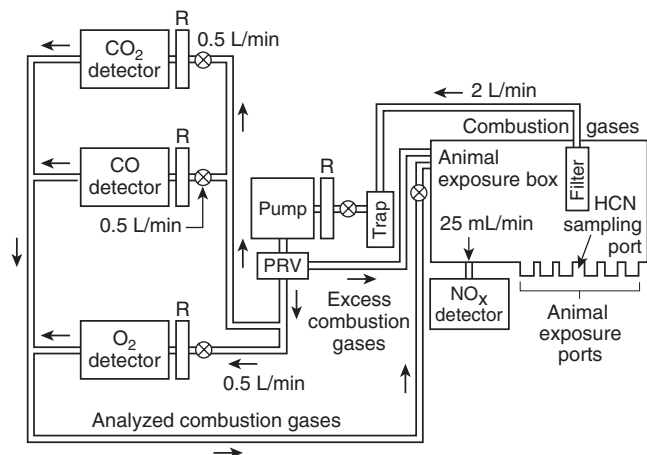 R
CO2
detector
0.5 L/min
R
CO
detector
0.5 L/min
R
O2
detector
0.5 L/min
Analyzed combustion gases
Pump
R
PRV
Trap
Excess
combustion
gases
2 L/min
Combustion gases
Animal
exposure box
Filter
HCN
sampling
port
25 mL/min
NOx
detector
Animal
exposure
ports